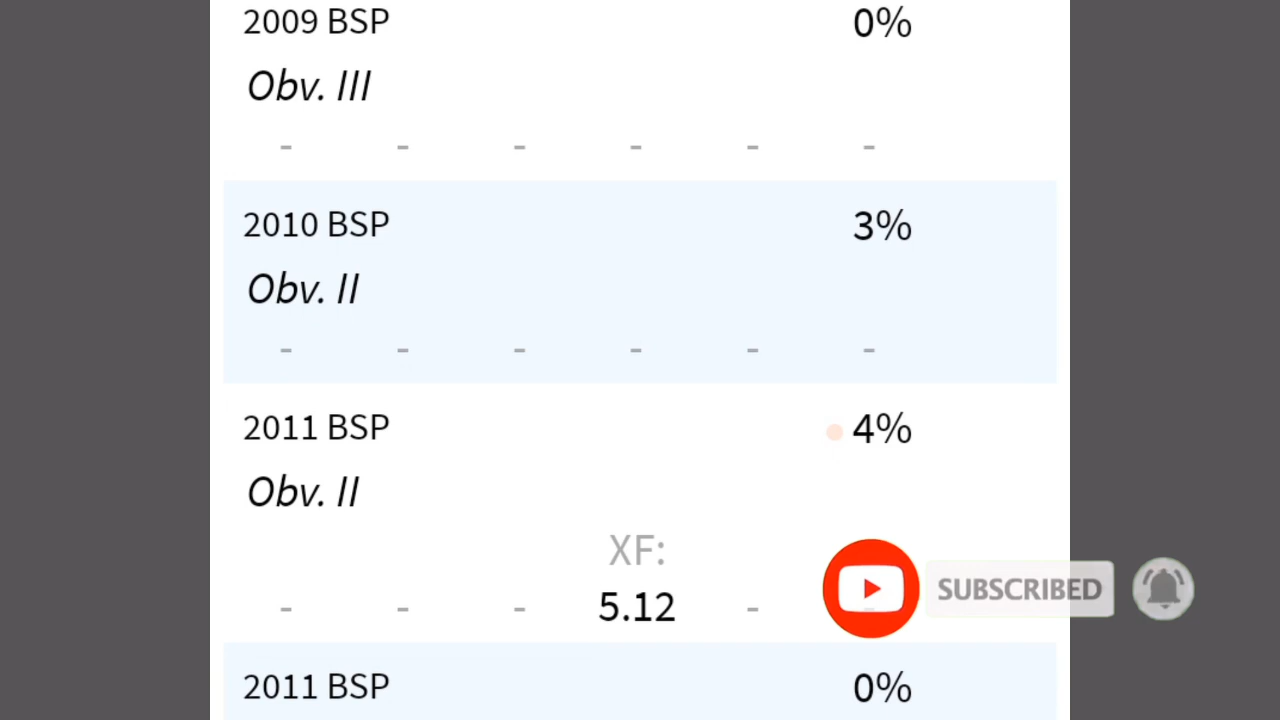 2009 BSP 0%
Obv. III
- - - - - -
2010 BSP 3%
Obv. II
- - - - - -
2011 BSP 4%
Obv. II
XF:
- - - 5.12 - -
SUBSCRIBED
2011 BSP 0%